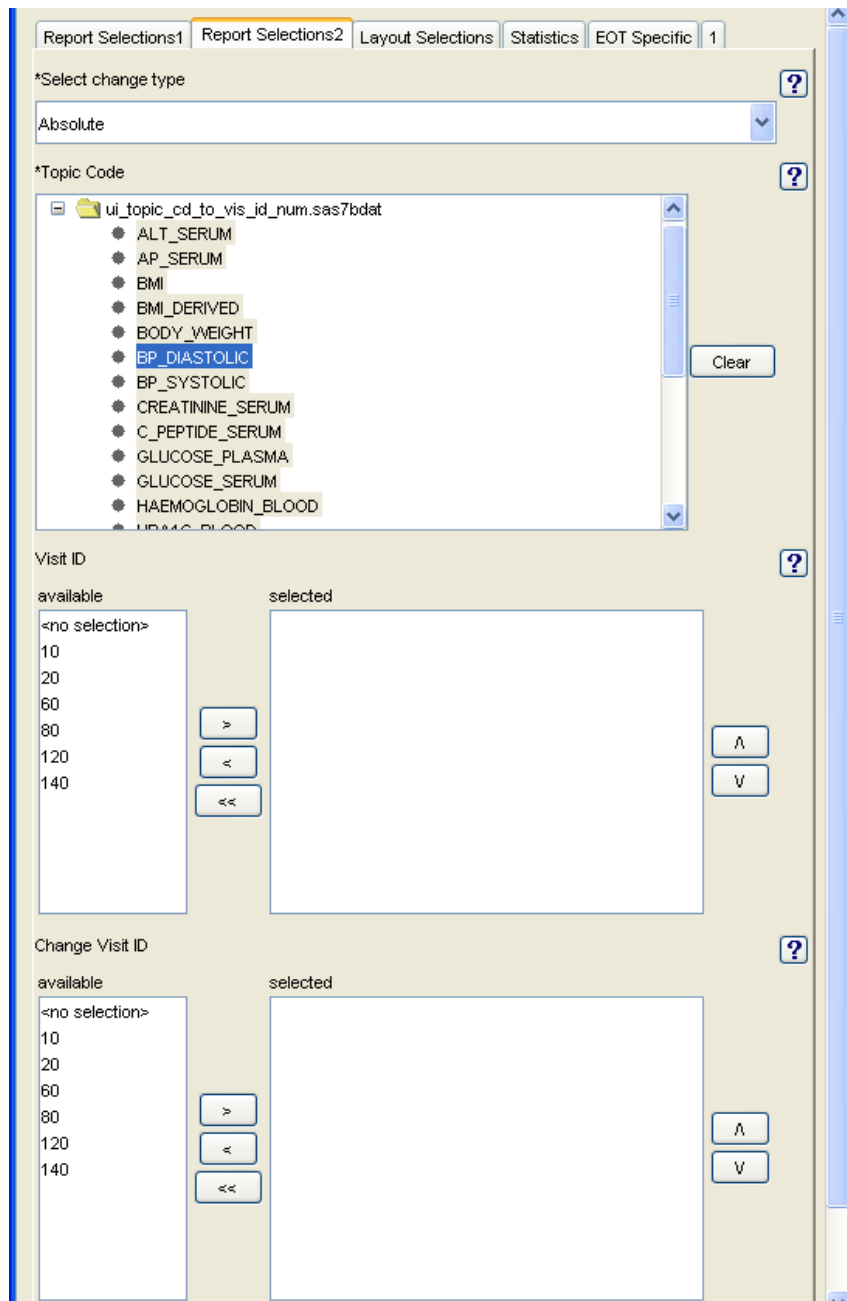 Report Selections1 Report Selections2 Layout Selections Statistics EOT Specific 1
*Select change type ?
Absolute
*Topic Code ?
ui_topic_cd_to_vis_id_num.sas7bdat
ALT_SERUM
AP_SERUM
BMI
BMI_DERIVED
BODY_WEIGHT
BP_DIASTOLIC
Clear
BP_SYSTOLIC
CREATININE_SERUM
C_PEPTIDE_SERUM
GLUCOSE_PLASMA
GLUCOSE_SERUM
HAEMOGLOBIN_BLOOD
Visit ID ?
available selected
<no selection>
10
20
60
80
120
140
>
<
<<
Λ
V
Change Visit ID ?
available selected
<no selection>
10
20
60
80
120
140
>
<
<<
Λ
V